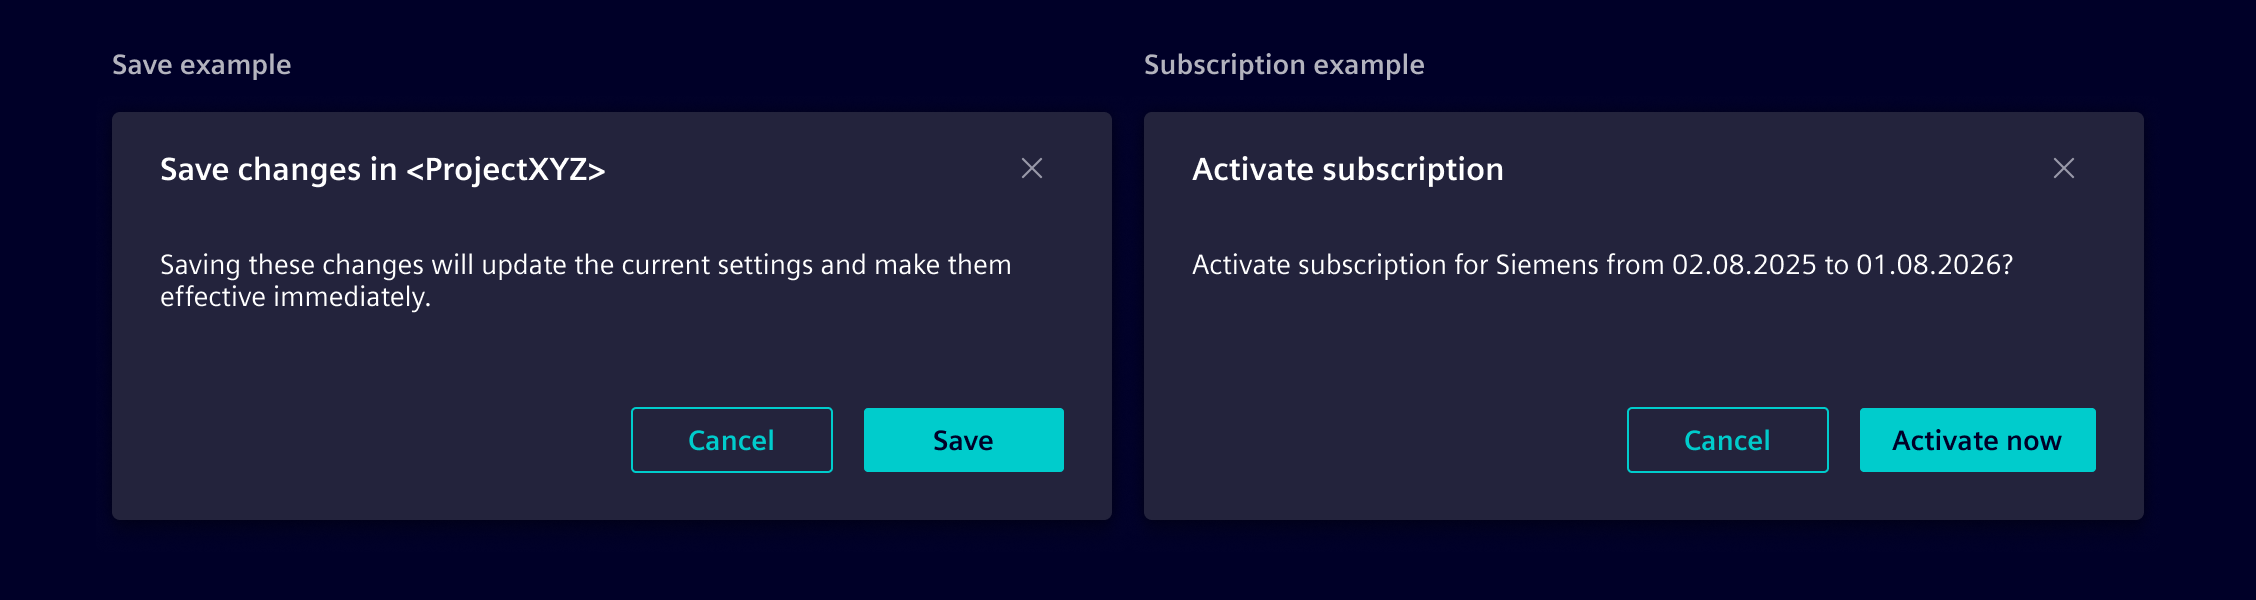 Save example
Save changes in <ProjectXYZ>
Saving these changes will update the current settings and make them
effective immediately.
Cancel
Save
Subscription example
Activate subscription
Activate subscription for Siemens from 02.08.2025 to 01.08.2026?
Cancel
Activate now